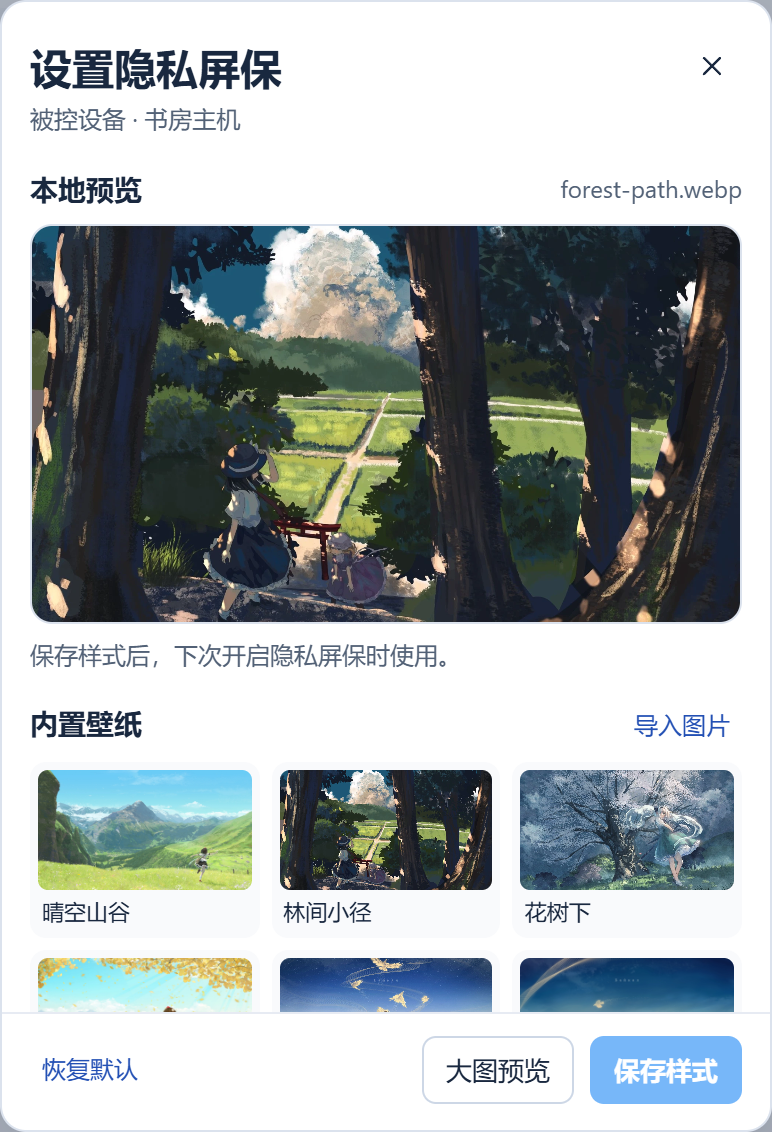 设置隐私屏保
被控设备 · 书房主机
本地预览
forest-path.webp
保存样式后，下次开启隐私屏保时使用。
内置壁纸
导入图片
晴空山谷
林间小径
花树下
恢复默认
大图预览
保存样式